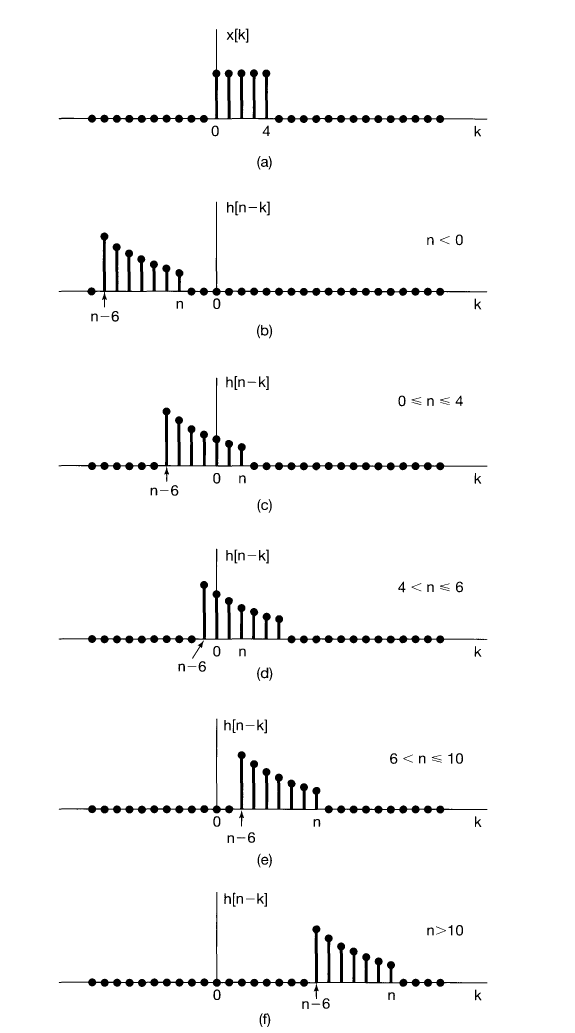 x[k]
0 4 k
(a)
h[n−k]
n < 0
n 0 k
n−6
(b)
h[n−k]
0 ⩽ n ⩽ 4
0 n k
n−6
(c)
h[n−k]
4 < n ⩽ 6
0 n k
n−6
(d)
h[n−k]
6 < n ⩽ 10
0 n k
n−6
(e)
h[n−k]
n>10
0 n k
n−6
(f)